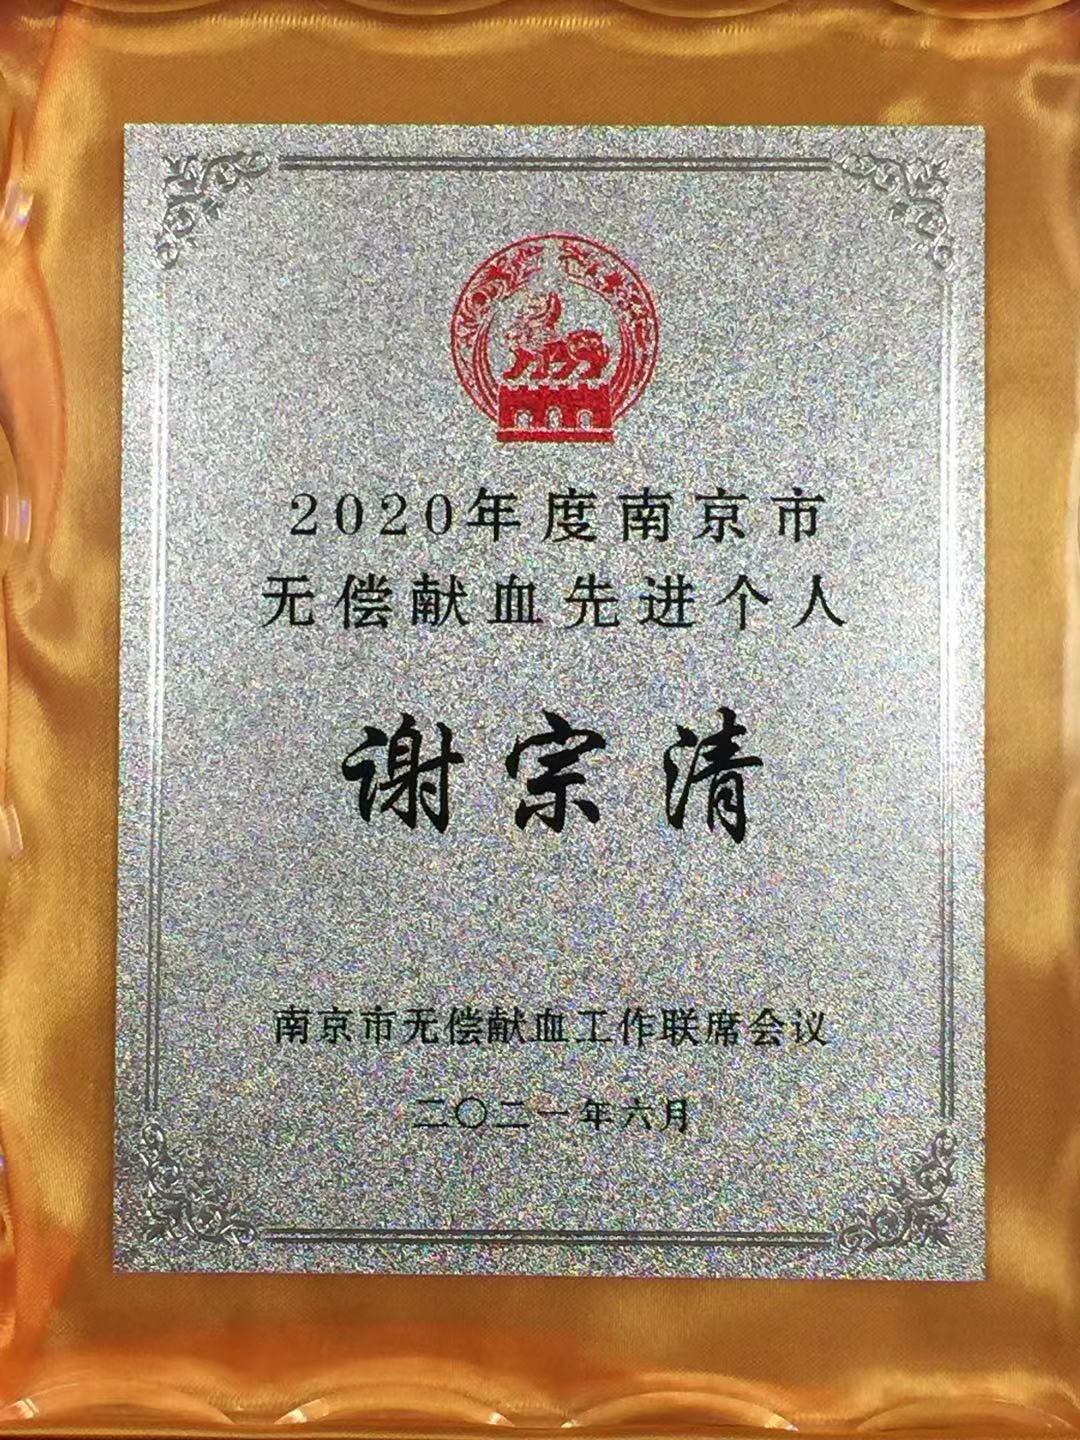 2020年度南京市
无偿献血先进个人
谢宗清
南京市无偿献血工作联席会议
二〇二一年六月